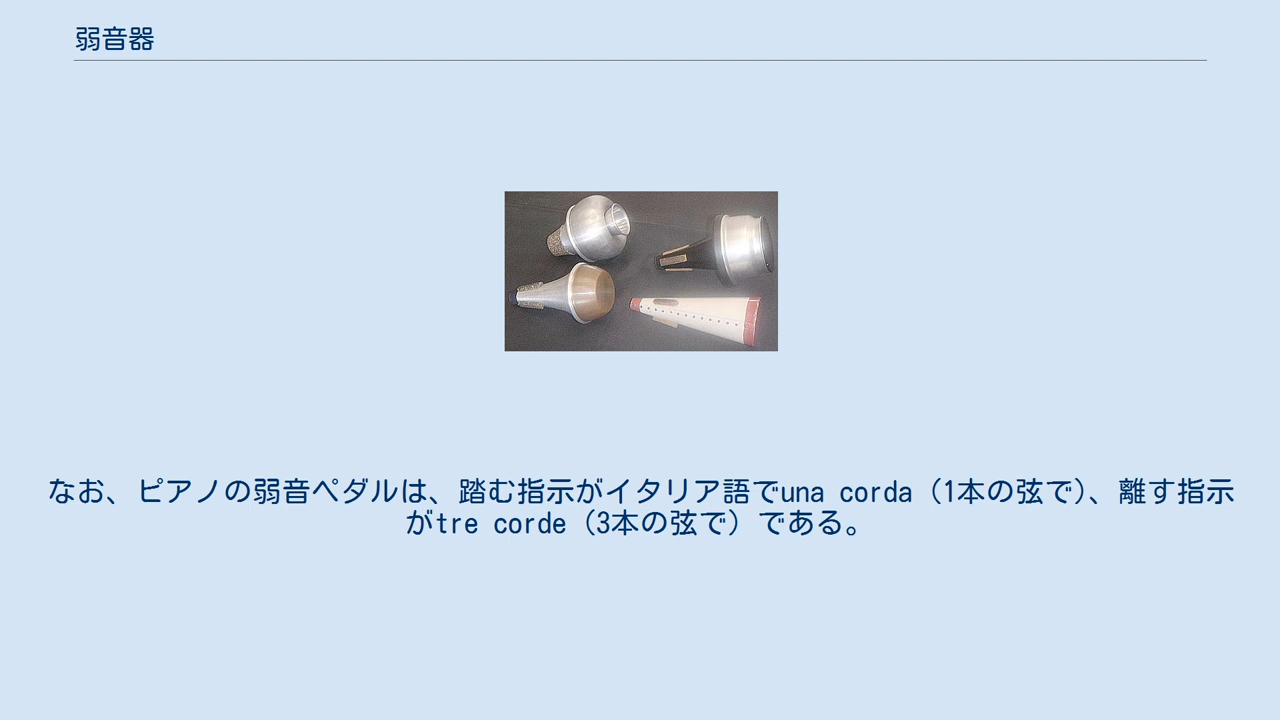 弱音器
なお、ピアノの弱音ペダルは、踏む指示がイタリア語でuna corda（1本の弦で）、離す指示
がtre corde（3本の弦で）である。